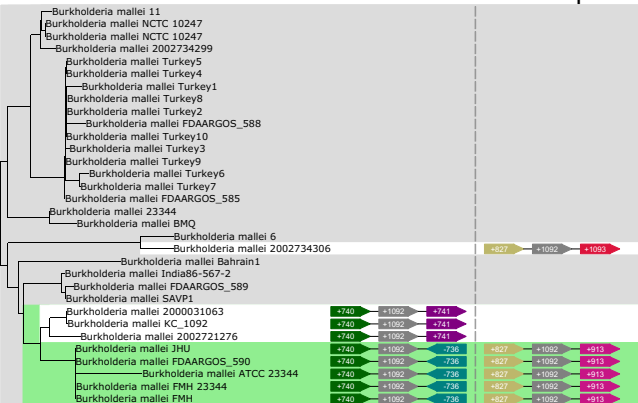 Burkholderia mallei 11
Burkholderia mallei NCTC 10247
Burkholderia mallei NCTC 10247
Burkholderia mallei 2002734299
Burkholderia mallei Turkey5
Burkholderia mallei Turkey4
Burkholderia mallei Turkey1
Burkholderia mallei Turkey8
Burkholderia mallei Turkey2
Burkholderia mallei FDAARGOS_588
Burkholderia mallei Turkey10
Burkholderia mallei Turkey3
Burkholderia mallei Turkey9
Burkholderia mallei Turkey6
Burkholderia mallei Turkey7
Burkholderia mallei FDAARGOS_585
Burkholderia mallei 23344
Burkholderia mallei BMQ
Burkholderia mallei 6
Burkholderia mallei 2002734306 +827 +1092 +1093
Burkholderia mallei Bahrain1
Burkholderia mallei India86-567-2
Burkholderia mallei FDAARGOS_589
Burkholderia mallei SAVP1
Burkholderia mallei 2000031063 +740 +1092 +741
Burkholderia mallei KC_1092 +740 +1092 +741
Burkholderia mallei 2002721276 +740 +1092 +741
Burkholderia mallei JHU +740 +1092 -736 +827 +1092 +913
Burkholderia mallei FDAARGOS_590 +740 +1092 -736 +827 +1092 +913
Burkholderia mallei ATCC 23344 +740 +1092 -736 +827 +1092 +913
Burkholderia mallei FMH 23344 +740 +1092 -736 +827 +1092 +913
Burkholderia mallei FMH +740 +1092 -736 +827 +1092 +913